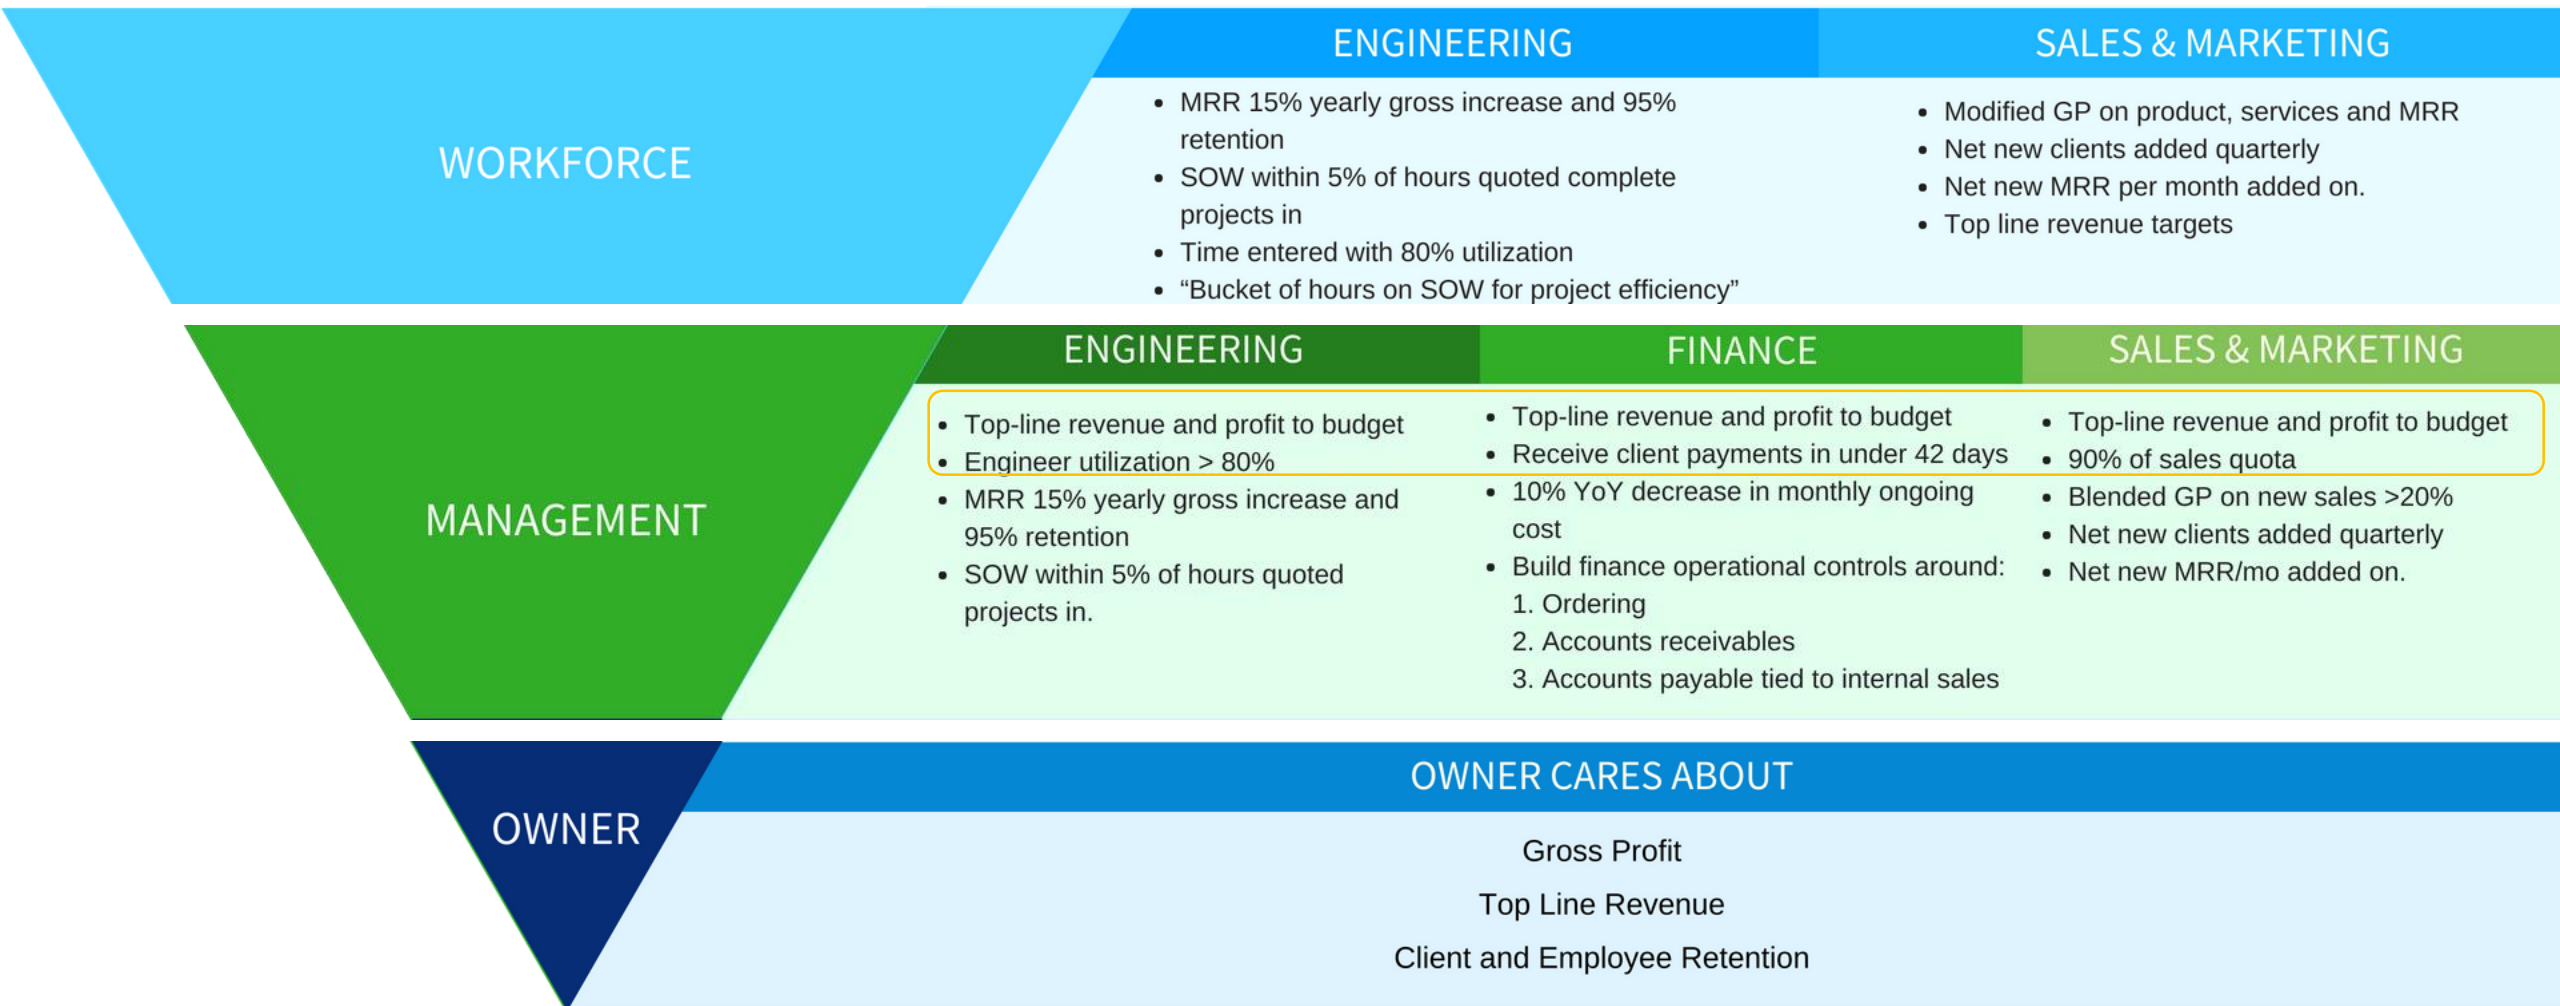 WORKFORCE
ENGINEERING
• MRR 15% yearly gross increase and 95%
retention
• SOW within 5% of hours quoted complete
projects in
• Time entered with 80% utilization
• “Bucket of hours on SOW for project efficiency”
SALES & MARKETING
• Modified GP on product, services and MRR
• Net new clients added quarterly
• Net new MRR per month added on.
• Top line revenue targets
MANAGEMENT
ENGINEERING
• Top-line revenue and profit to budget
• Engineer utilization > 80%
• MRR 15% yearly gross increase and
95% retention
• SOW within 5% of hours quoted
projects in.
FINANCE
• Top-line revenue and profit to budget
• Receive client payments in under 42 days
• 10% YoY decrease in monthly ongoing
cost
• Build finance operational controls around:
1. Ordering
2. Accounts receivables
3. Accounts payable tied to internal sales
SALES & MARKETING
• Top-line revenue and profit to budget
• 90% of sales quota
• Blended GP on new sales >20%
• Net new clients added quarterly
• Net new MRR/mo added on.
OWNER
OWNER CARES ABOUT
Gross Profit
Top Line Revenue
Client and Employee Retention